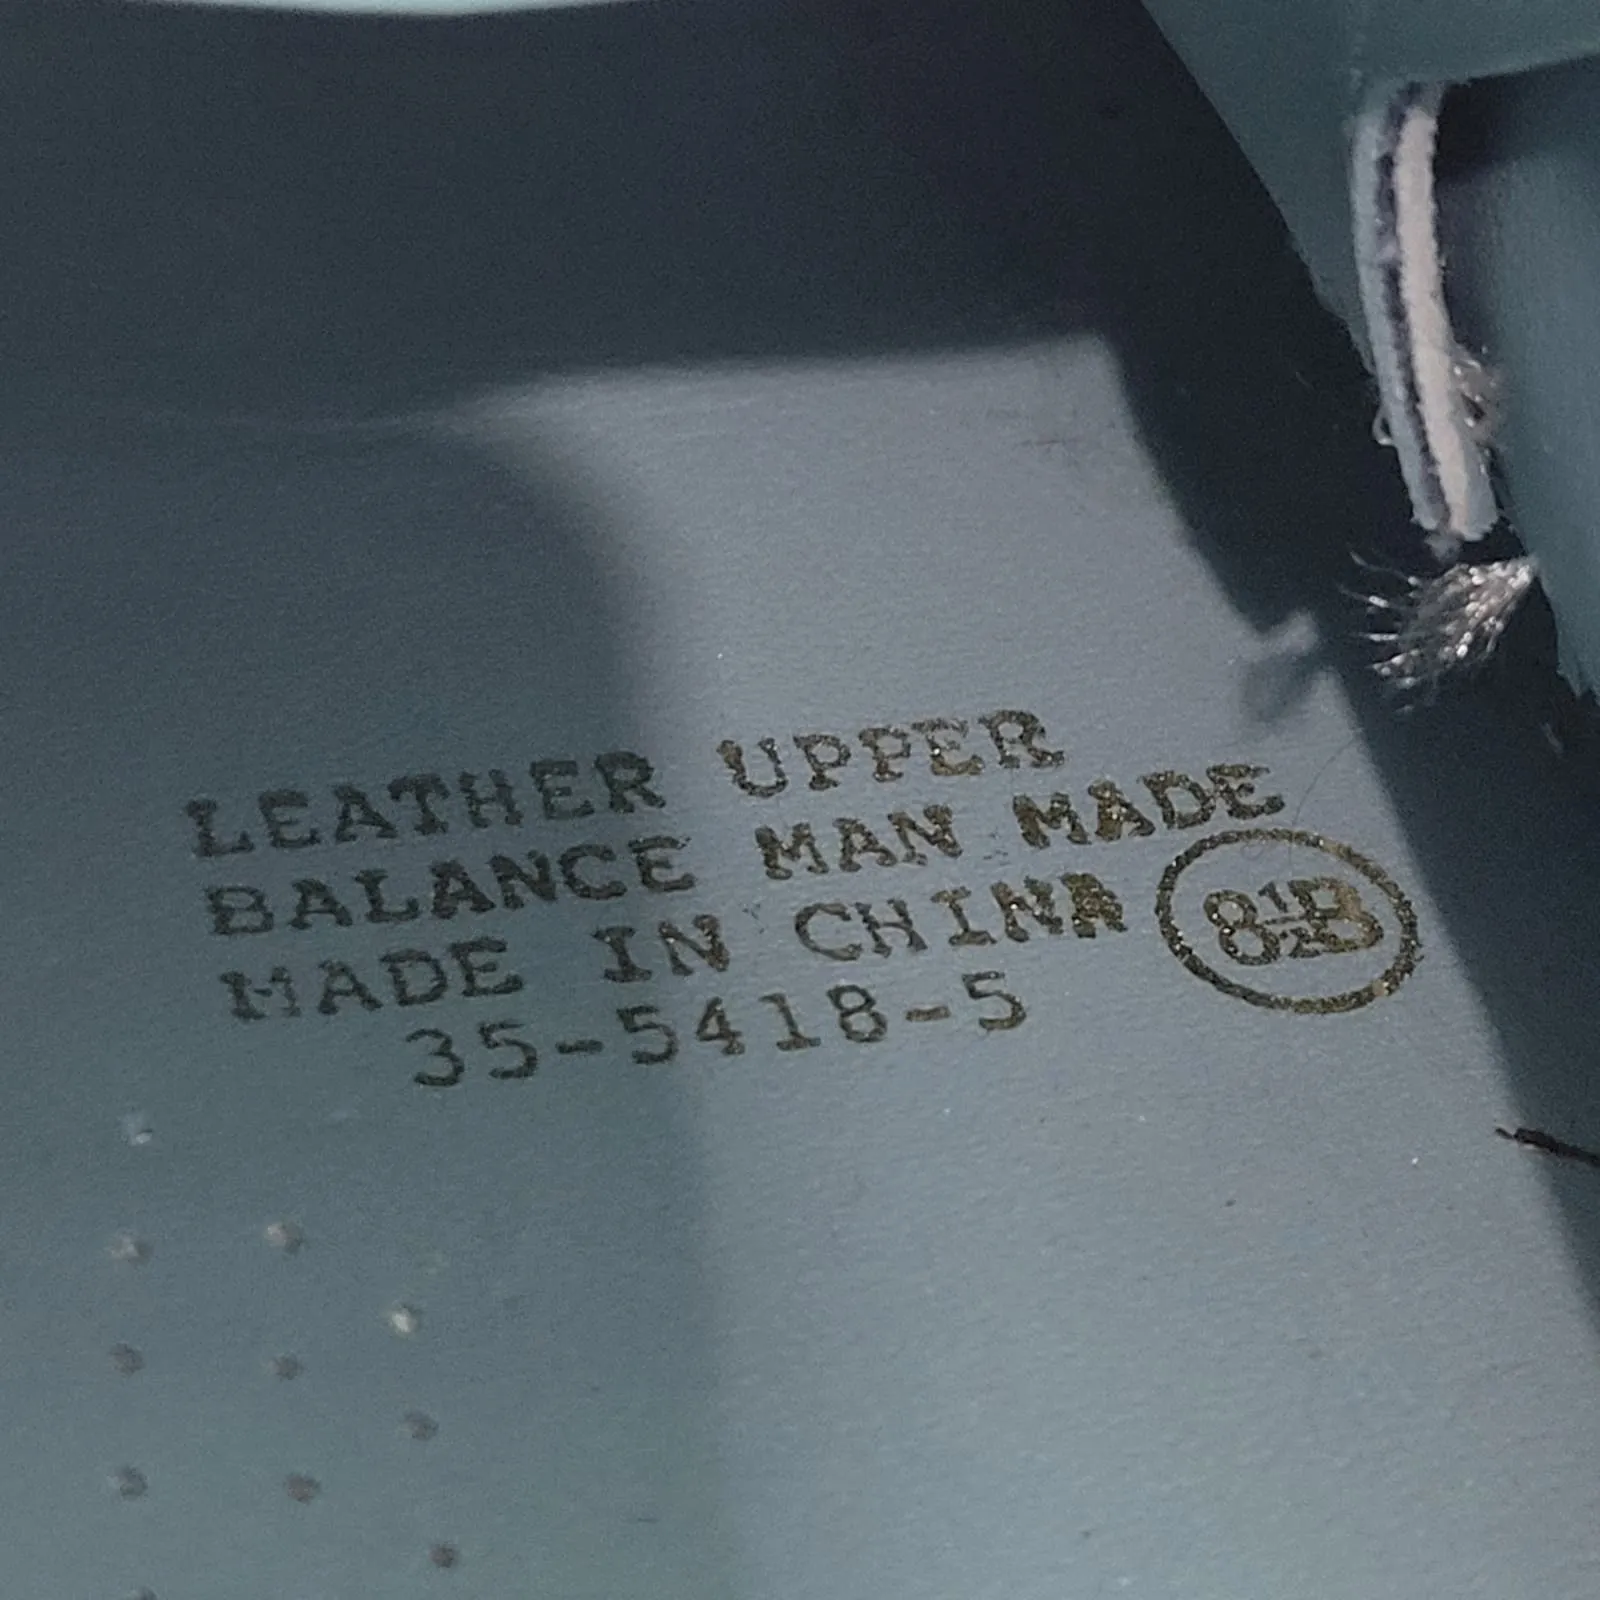 LEATHER UPPER
BALANCE MAN MADE
MADE IN CHINA
35-5418-5
8½B